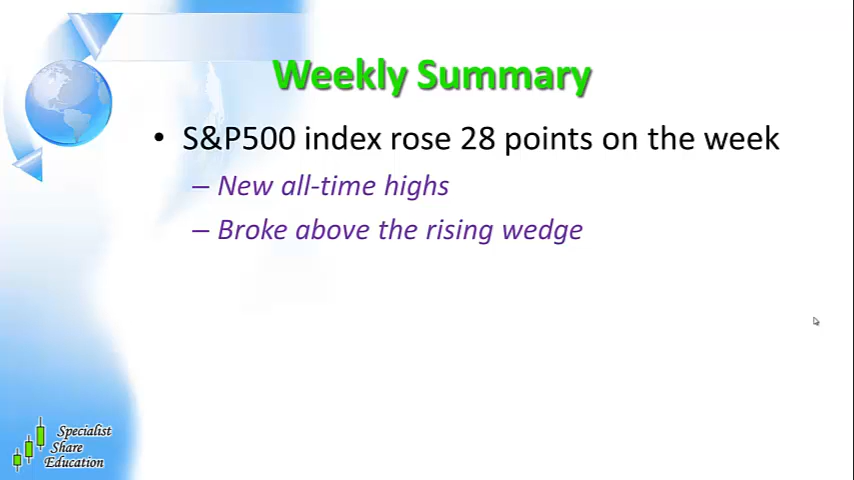 Weekly Summary
• S&P500 index rose 28 points on the week
– New all-time highs
– Broke above the rising wedge
Specialist
Share
Education